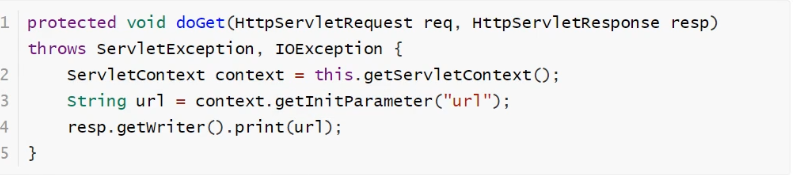 1 protected void doGet(HttpServletRequest req, HttpServletResponse resp)
throws ServletException, IOException {
2 ServletContext context = this.getServletContext();
3 String url = context.getInitParameter("url");
4 resp.getWriter().print(url);
5 }